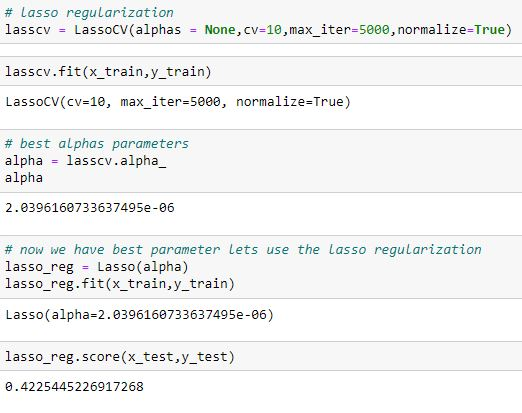 # lasso regularization
lasscv = LassoCV(alphas = None,cv=10,max_iter=5000,normalize=True)
lasscv.fit(x_train,y_train)
LassoCV(cv=10, max_iter=5000, normalize=True)
# best alphas parameters
alpha = lasscv.alpha_
alpha
2.0396160733637495e-06
# now we have best parameter lets use the lasso regularization
lasso_reg = Lasso(alpha)
lasso_reg.fit(x_train,y_train)
Lasso(alpha=2.0396160733637495e-06)
lasso_reg.score(x_test,y_test)
0.4225445226917268